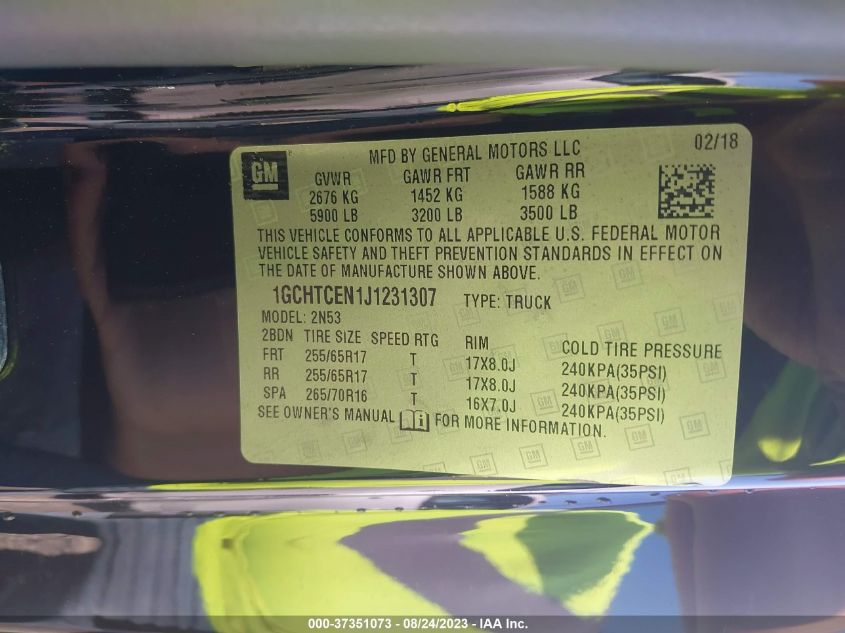 GM
MFD BY GENERAL MOTORS LLC
02/18
GVWR GAWR FRT GAWR RR
2676 KG 1452 KG 1588 KG
5900 LB 3200 LB 3500 LB
THIS VEHICLE CONFORMS TO ALL APPLICABLE U.S. FEDERAL MOTOR
VEHICLE SAFETY AND THEFT PREVENTION STANDARDS IN EFFECT ON
THE DATE OF MANUFACTURE SHOWN ABOVE.
1GCHTCEN1J1231307 TYPE: TRUCK
MODEL: 2N53
2BDN TIRE SIZE SPEED RTG RIM COLD TIRE PRESSURE
FRT 255/65R17 T 17X8.0J 240KPA(35PSI)
RR 255/65R17 T 17X8.0J 240KPA(35PSI)
SPA 265/70R16 T 16X7.0J 240KPA(35PSI)
SEE OWNER'S MANUAL FOR MORE INFORMATION.
000-37351073 - 08/24/2023 - IAA Inc.